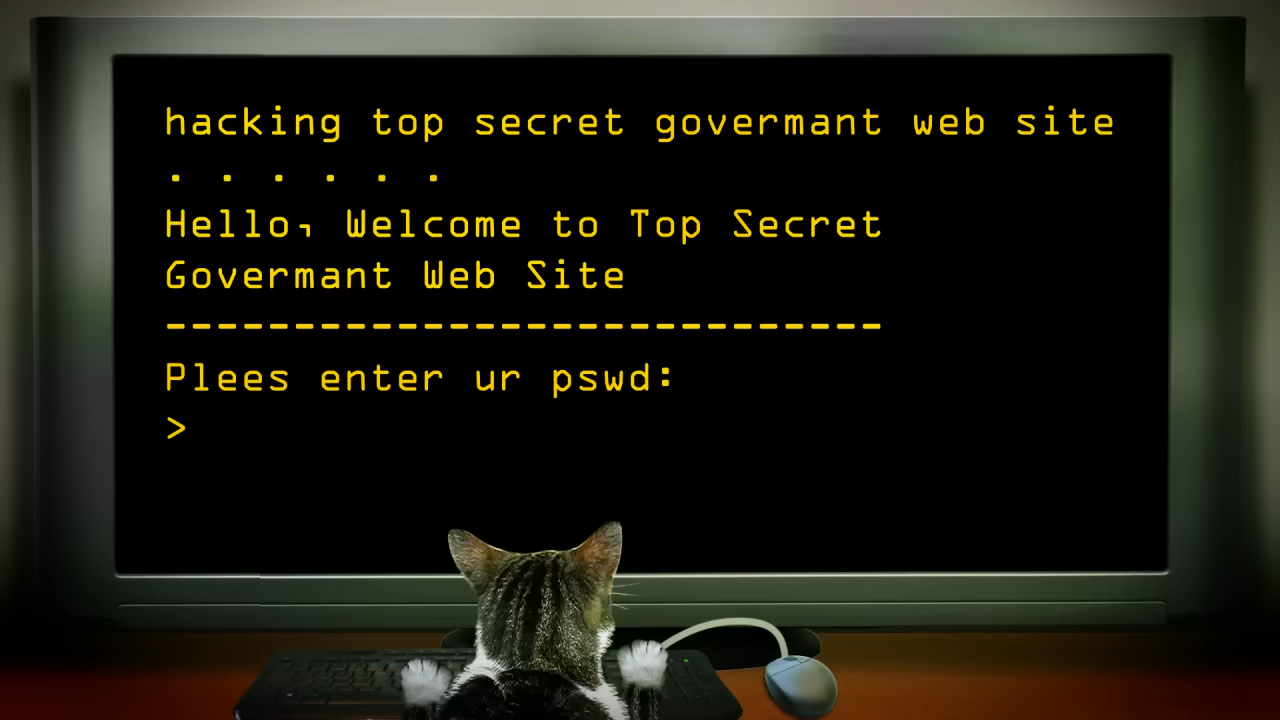 hacking top secret govermant web site
. . . . . .
Hello, Welcome to Top Secret
Govermant Web Site
----------------------------
Plees enter ur pswd:
>